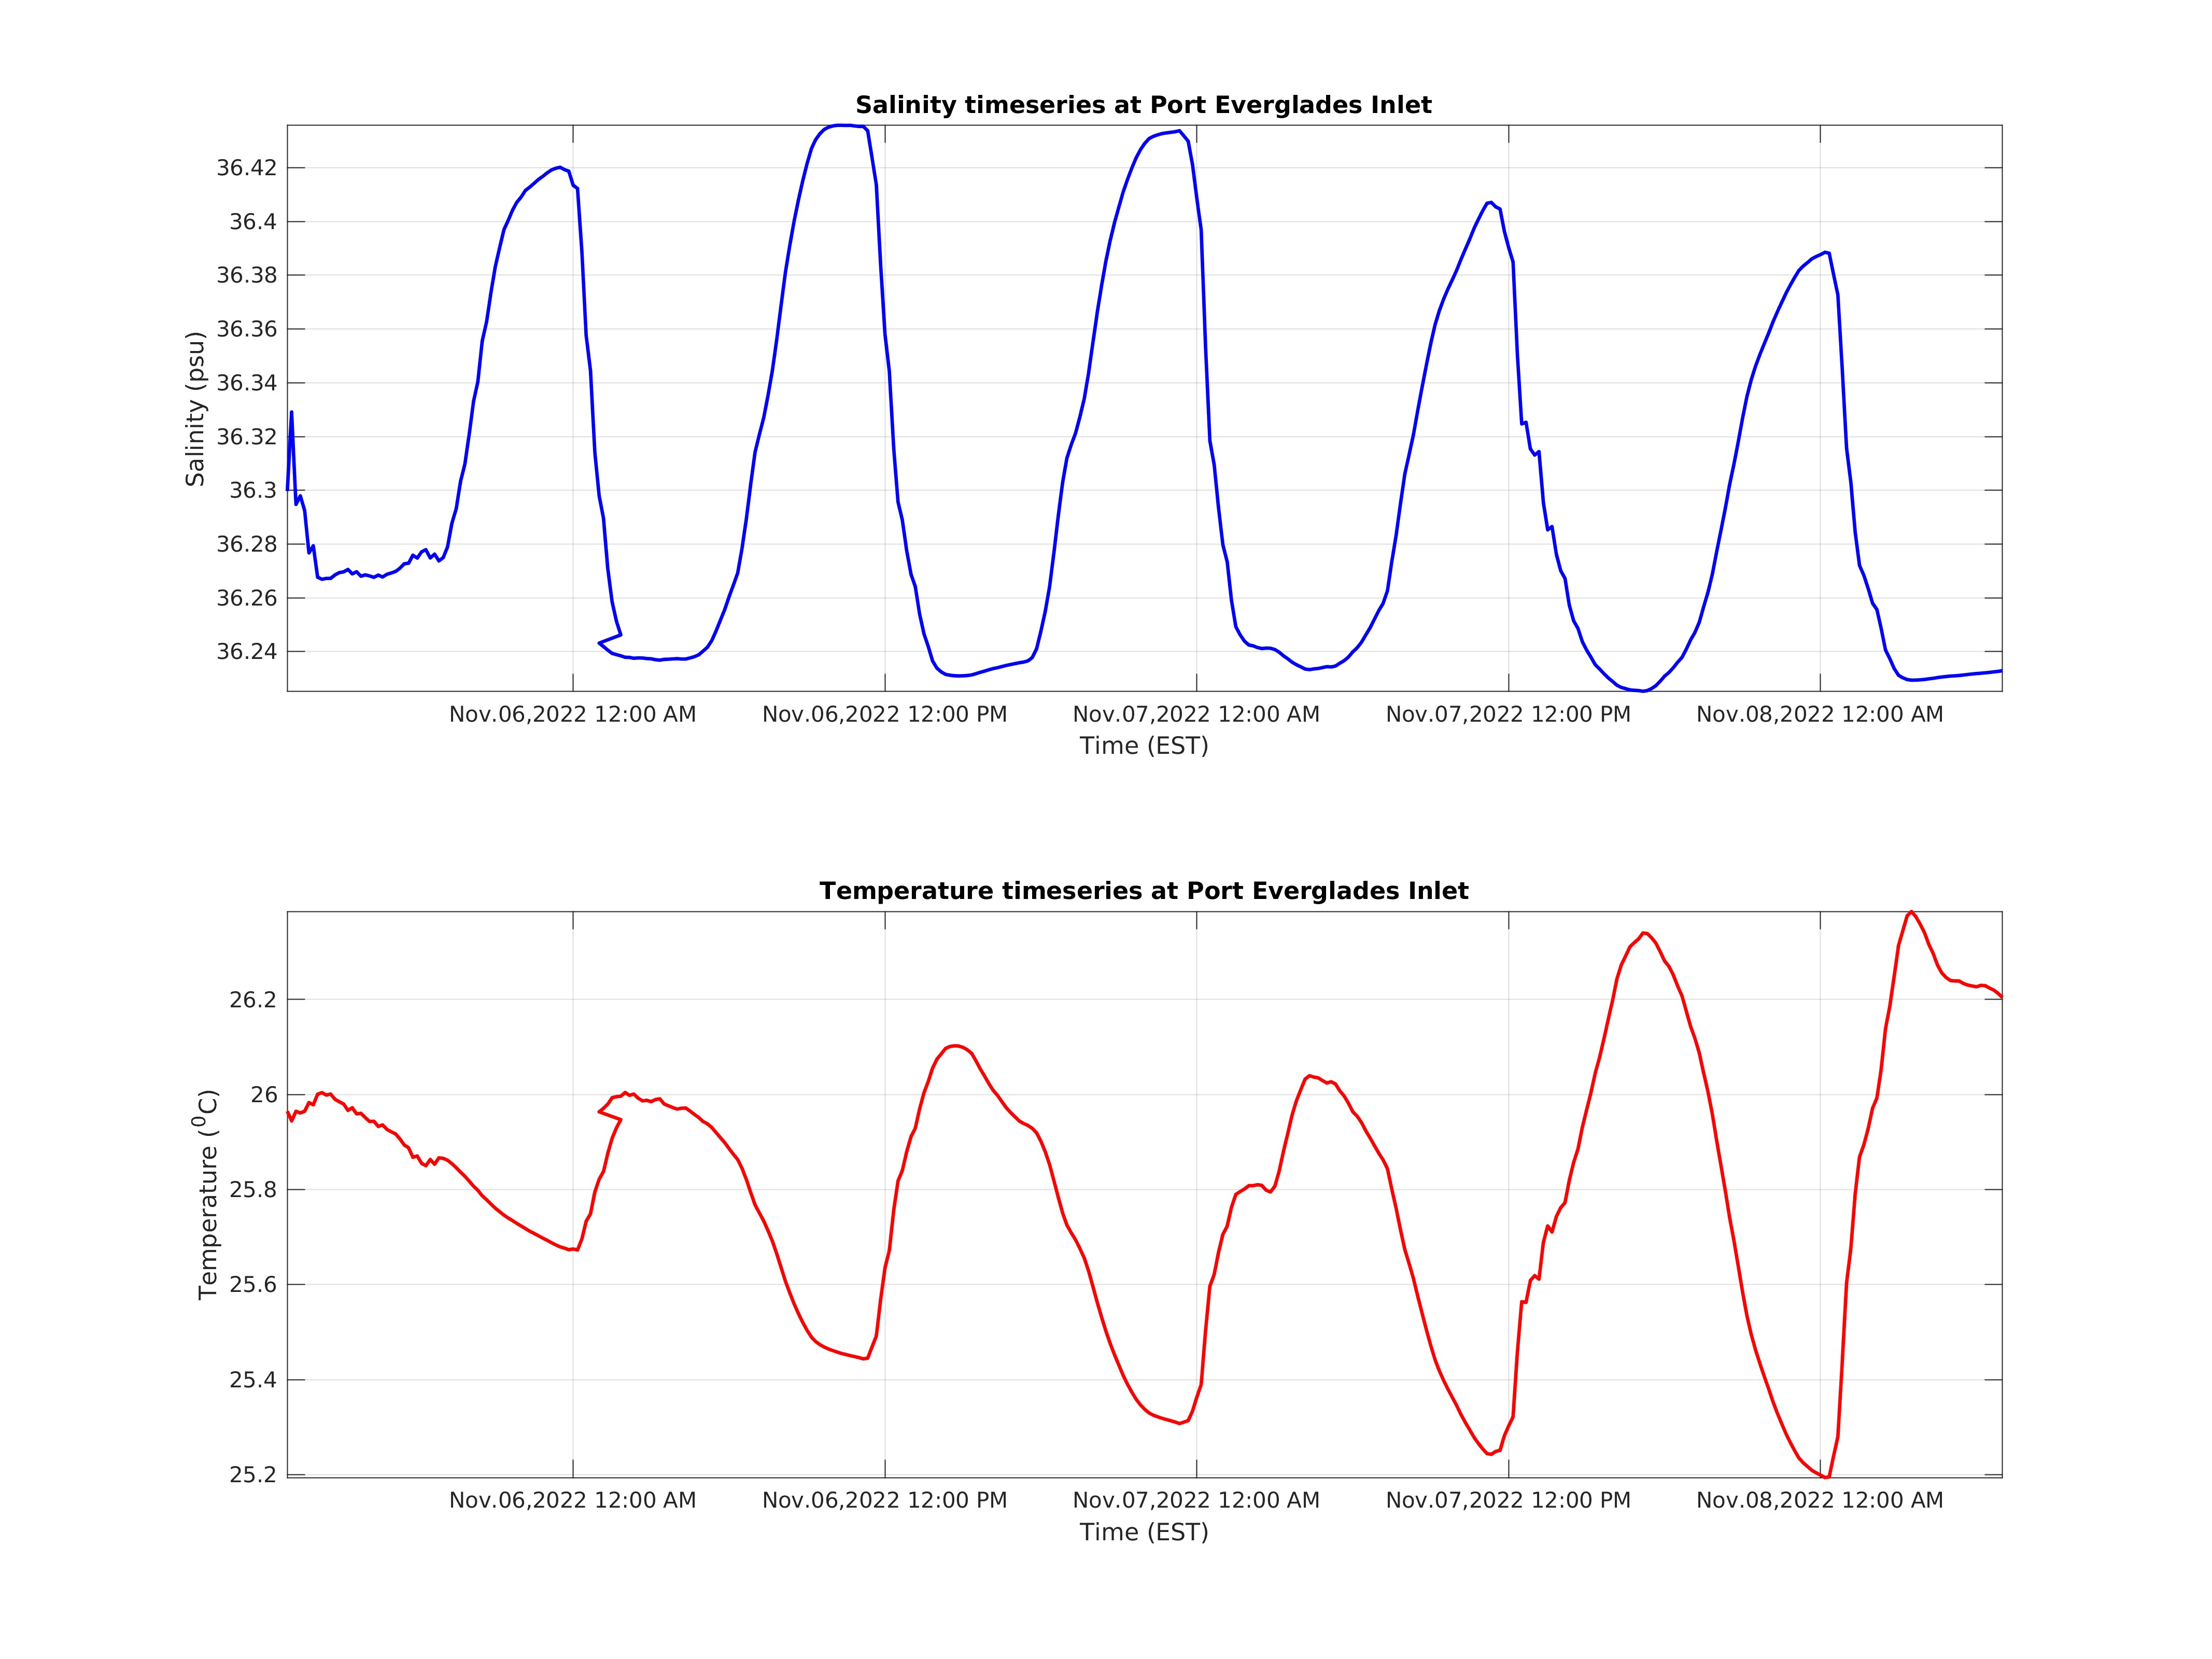 Salinity timeseries at Port Everglades Inlet
36.42
36.4
36.38
36.36
36.34
36.32
36.3
36.28
36.26
36.24
Salinity (psu)
Nov.06,2022 12:00 AM Nov.06,2022 12:00 PM Nov.07,2022 12:00 AM Nov.07,2022 12:00 PM Nov.08,2022 12:00 AM
Time (EST)
Temperature timeseries at Port Everglades Inlet
26.2
26
25.8
25.6
25.4
25.2
Temperature (⁰C)
Nov.06,2022 12:00 AM Nov.06,2022 12:00 PM Nov.07,2022 12:00 AM Nov.07,2022 12:00 PM Nov.08,2022 12:00 AM
Time (EST)